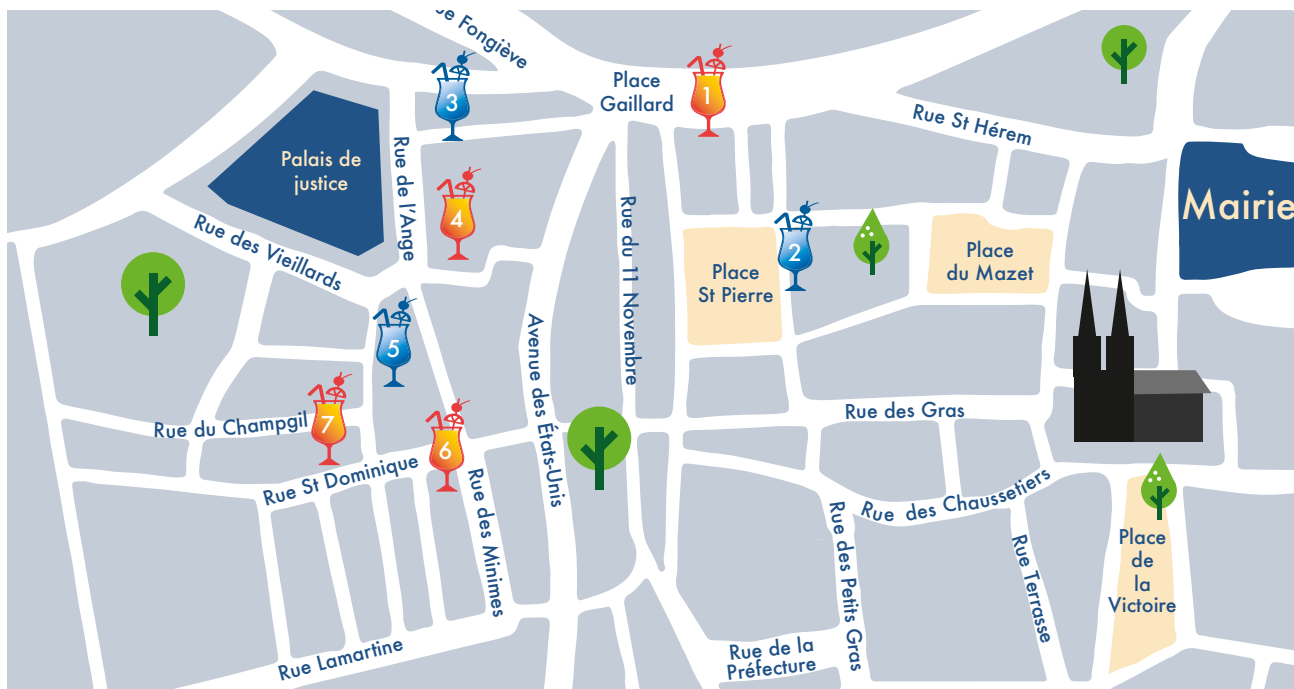 ue Fongiève
Place
Gaillard
1
3
Rue St Hérem
Palais de
justice
Rue de l'Ange
4
Mairie
Rue des Vieillards
Rue du 11 Novembre
2
Place
St Pierre
Place
du Mazet
5
Avenue des États-Unis
Rue du Champgil
7
6
Rue des Gras
Rue St Dominique
Rue des Minimes
Rue des Chaussetiers
Rue des Petits Gras
Rue Terrasse
Place
de
la
Victoire
Rue Lamartine
Rue de la
Préfecture